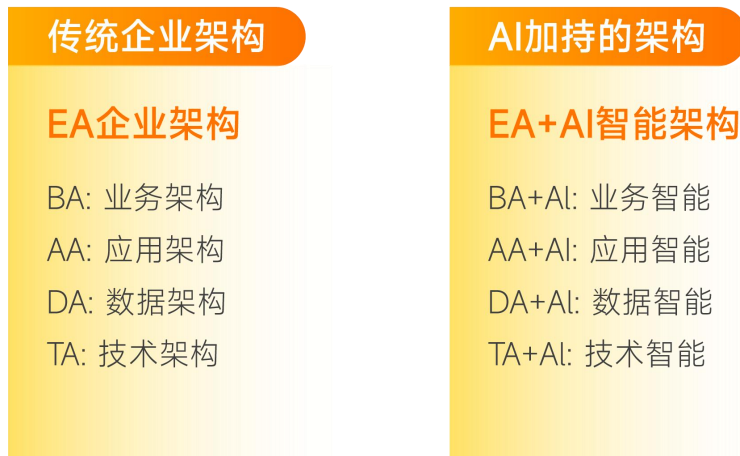 传统企业架构
EA企业架构
BA: 业务架构
AA: 应用架构
DA: 数据架构
TA: 技术架构
AI加持的架构
EA+AI智能架构
BA+AI: 业务智能
AA+AI: 应用智能
DA+AI: 数据智能
TA+AI: 技术智能